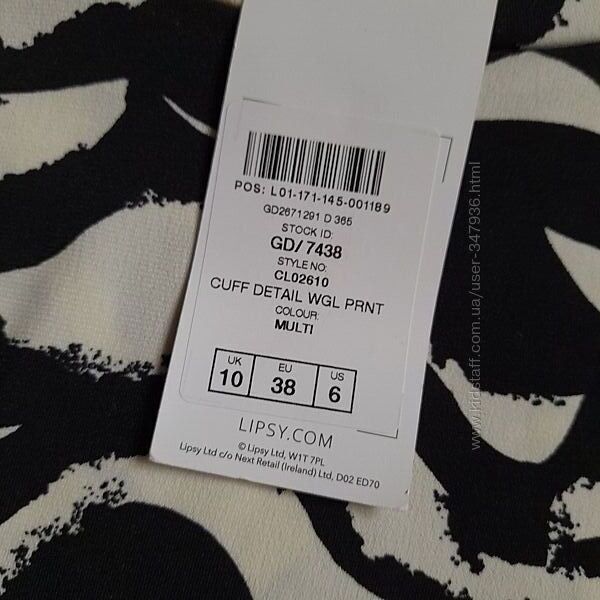 POS: L01-171-145-001189
GD2671291 D 365
STOCK ID:
GD/ 7438
STYLE NO:
CL02610
CUFF DETAIL WGL PRNT
COLOUR:
MULTI
UK EU US
10 38 6
LIPSY.COM
© Lipsy Ltd, W1T 7PL
Lipsy Ltd c/o Next Retail (Ireland) Ltd, D02 ED70
www.kidstaff.com.ua/user-347936.html